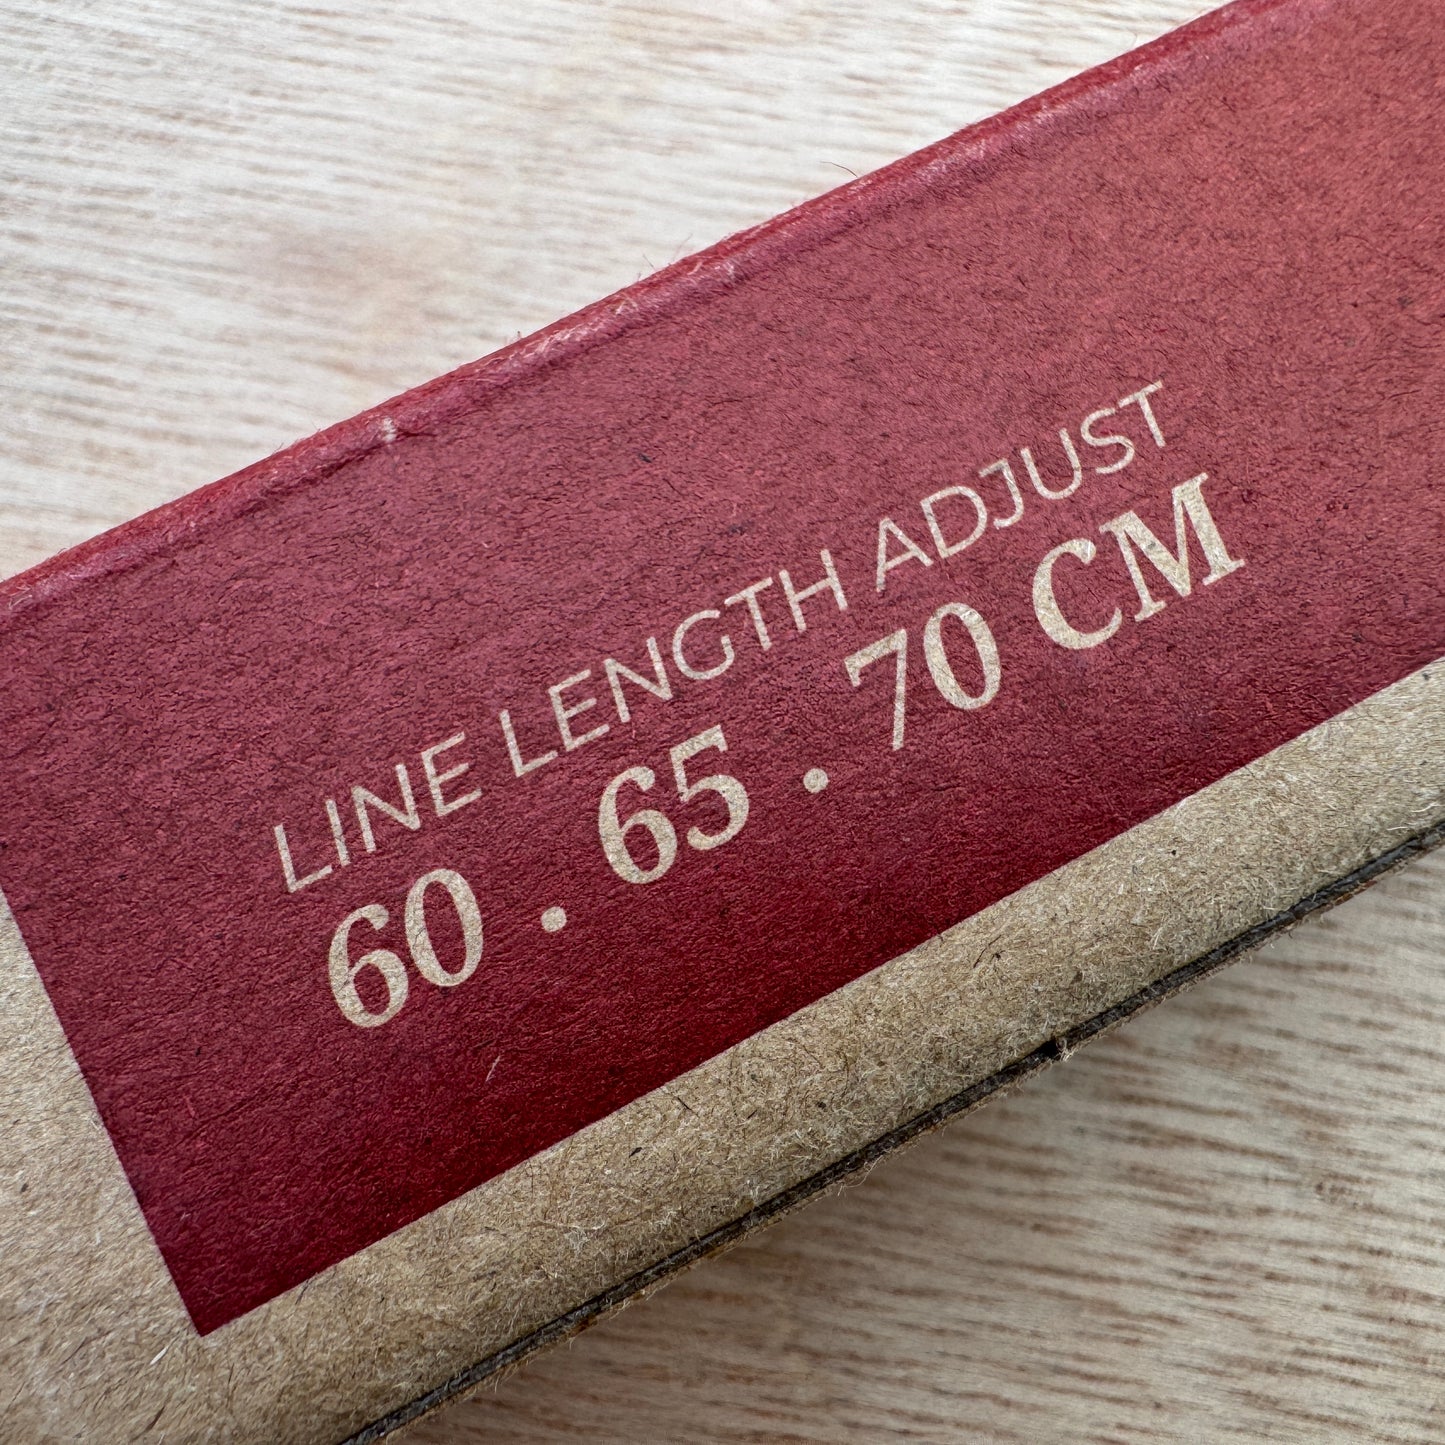 LINE LENGTH ADJUST
60 . 65 . 70 CM